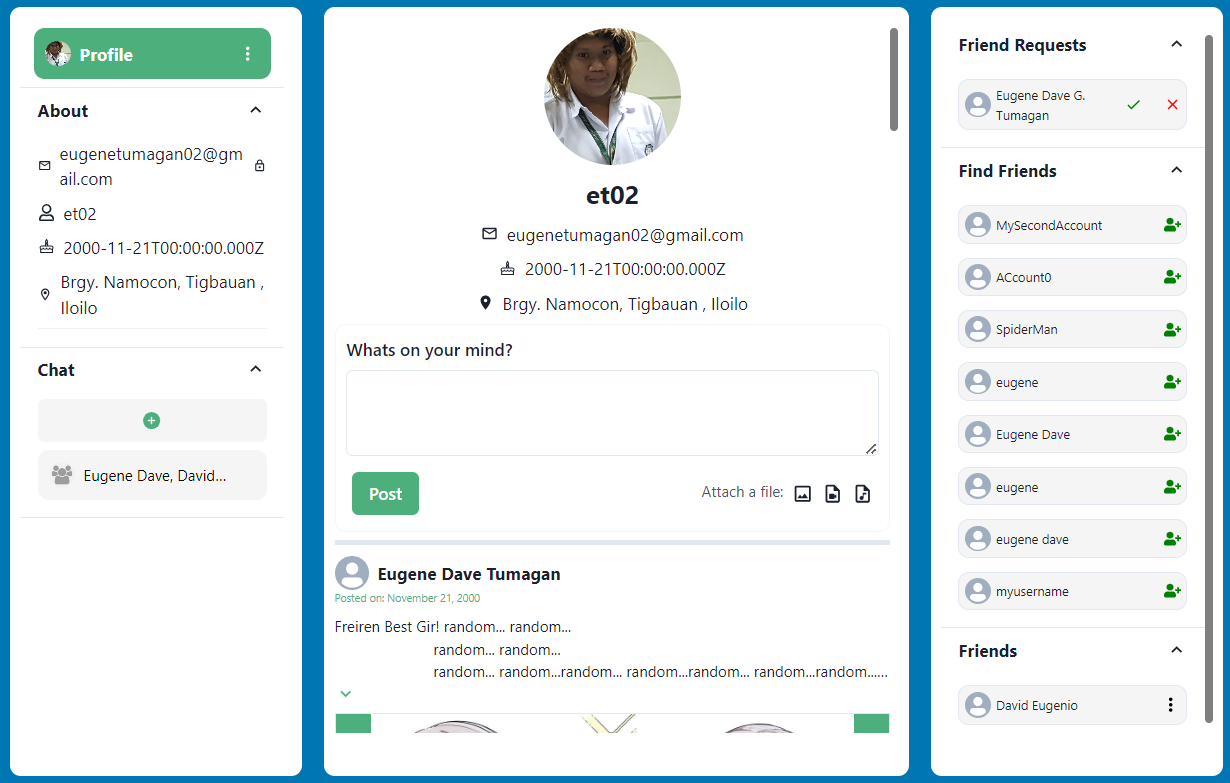 Profile
About
eugenetumagan02@gm
ail.com
et02
2000-11-21T00:00:00.000Z
Brgy. Namocon, Tigbauan ,
Iloilo
Chat
Eugene Dave, David...
et02
eugenetumagan02@gmail.com
2000-11-21T00:00:00.000Z
Brgy. Namocon, Tigbauan , Iloilo
Whats on your mind?
Post
Attach a file:
Eugene Dave Tumagan
Posted on: November 21, 2000
Freiren Best Gir! random... random...
random... random...
random... random...random... random...random... random...random......
Friend Requests
Eugene Dave G.
Tumagan
Find Friends
MySecondAccount
ACcount0
SpiderMan
eugene
Eugene Dave
eugene
eugene dave
myusername
Friends
David Eugenio